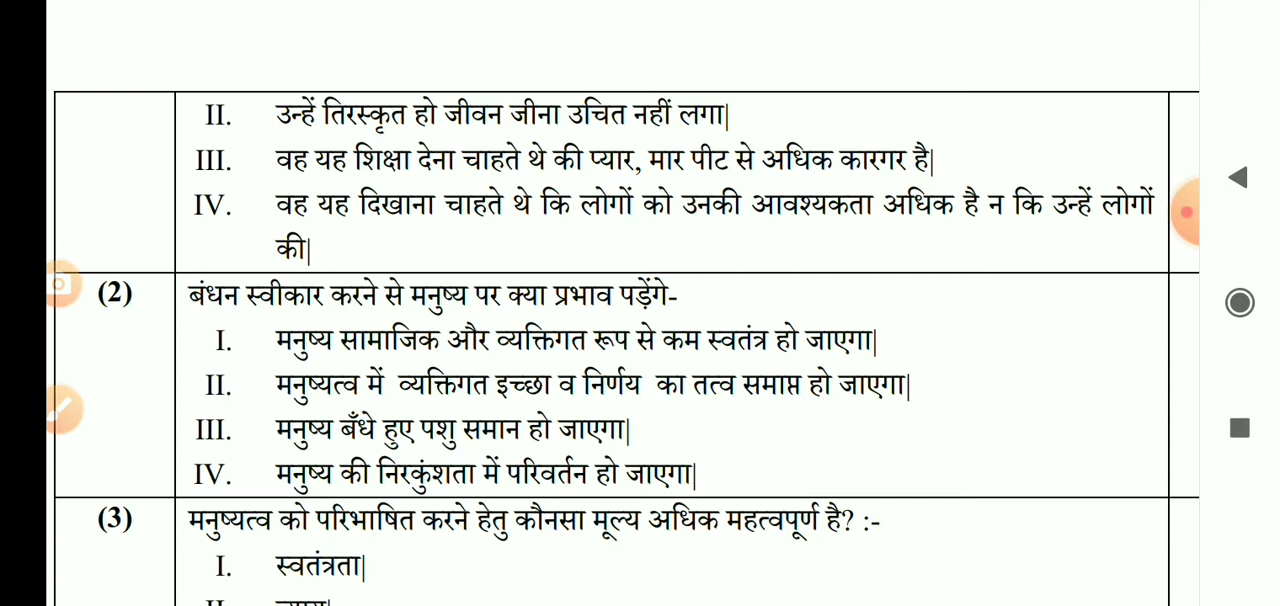 II. उन्हें तिरस्कृत हो जीवन जीना उचित नहीं लगा|
III. वह यह शिक्षा देना चाहते थे की प्यार, मार पीट से अधिक कारगर है|
IV. वह यह दिखाना चाहते थे कि लोगों को उनकी आवश्यकता अधिक है न कि उन्हें लोगों
की|
(2) बंधन स्वीकार करने से मनुष्य पर क्या प्रभाव पड़ेंगे-
I. मनुष्य सामाजिक और व्यक्तिगत रूप से कम स्वतंत्र हो जाएगा|
II. मनुष्यत्व में व्यक्तिगत इच्छा व निर्णय का तत्व समाप्त हो जाएगा|
III. मनुष्य बँधे हुए पशु समान हो जाएगा|
IV. मनुष्य की निरकुंशता में परिवर्तन हो जाएगा|
(3) मनुष्यत्व को परिभाषित करने हेतु कौनसा मूल्य अधिक महत्वपूर्ण है? :-
I. स्वतंत्रता|
II.